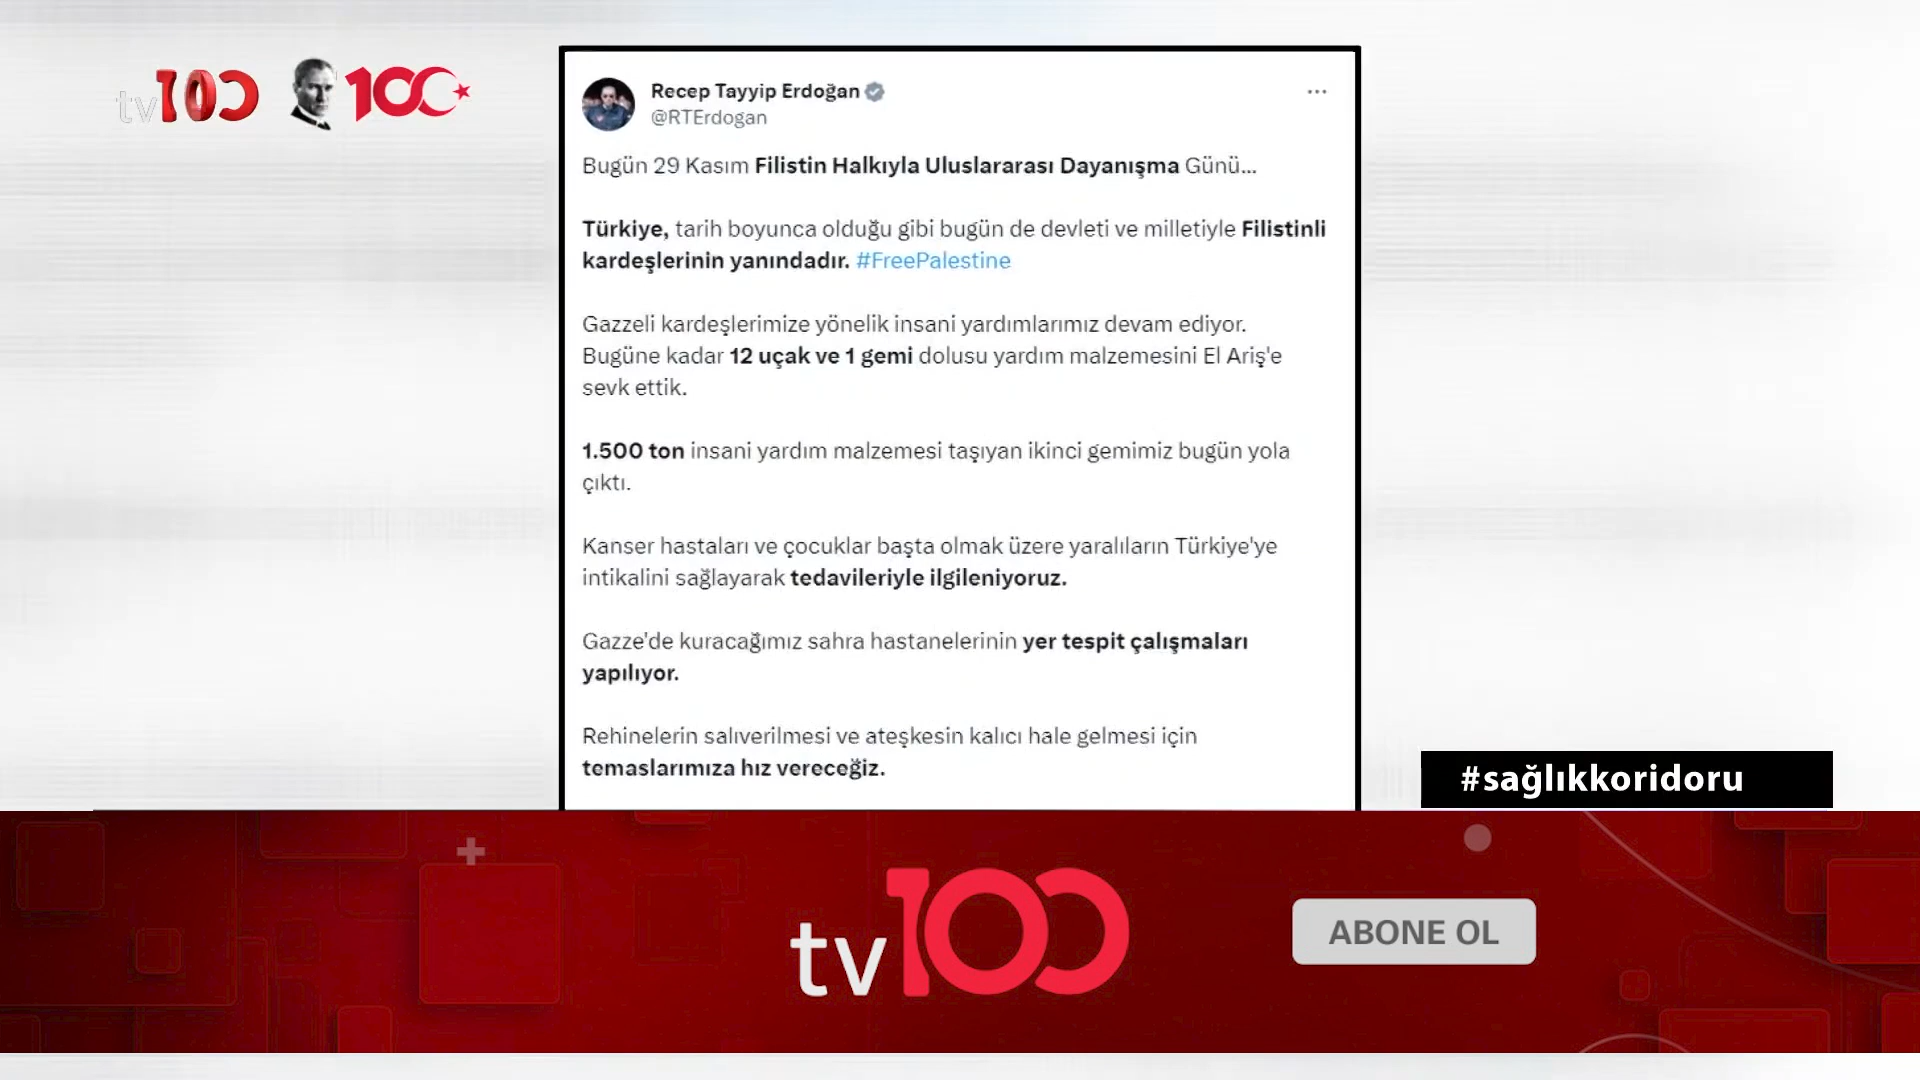 tv100
100
Recep Tayyip Erdoğan
@RTErdogan
Bugün 29 Kasım Filistin Halkıyla Uluslararası Dayanışma Günü...
Türkiye, tarih boyunca olduğu gibi bugün de devleti ve milletiyle Filistinli
kardeşlerinin yanındadır. #FreePalestine
Gazzeli kardeşlerimize yönelik insani yardımlarımız devam ediyor.
Bugüne kadar 12 uçak ve 1 gemi dolusu yardım malzemesini El Ariş'e
sevk ettik.
1.500 ton insani yardım malzemesi taşıyan ikinci gemimiz bugün yola
çıktı.
Kanser hastaları ve çocuklar başta olmak üzere yaralıların Türkiye'ye
intikalini sağlayarak tedavileriyle ilgileniyoruz.
Gazze'de kuracağımız sahra hastanelerinin yer tespit çalışmaları
yapılıyor.
Rehinelerin salıverilmesi ve ateşkesin kalıcı hale gelmesi için
temaslarımıza hız vereceğiz.
#sağlıkkoridoru
tv100
ABONE OL